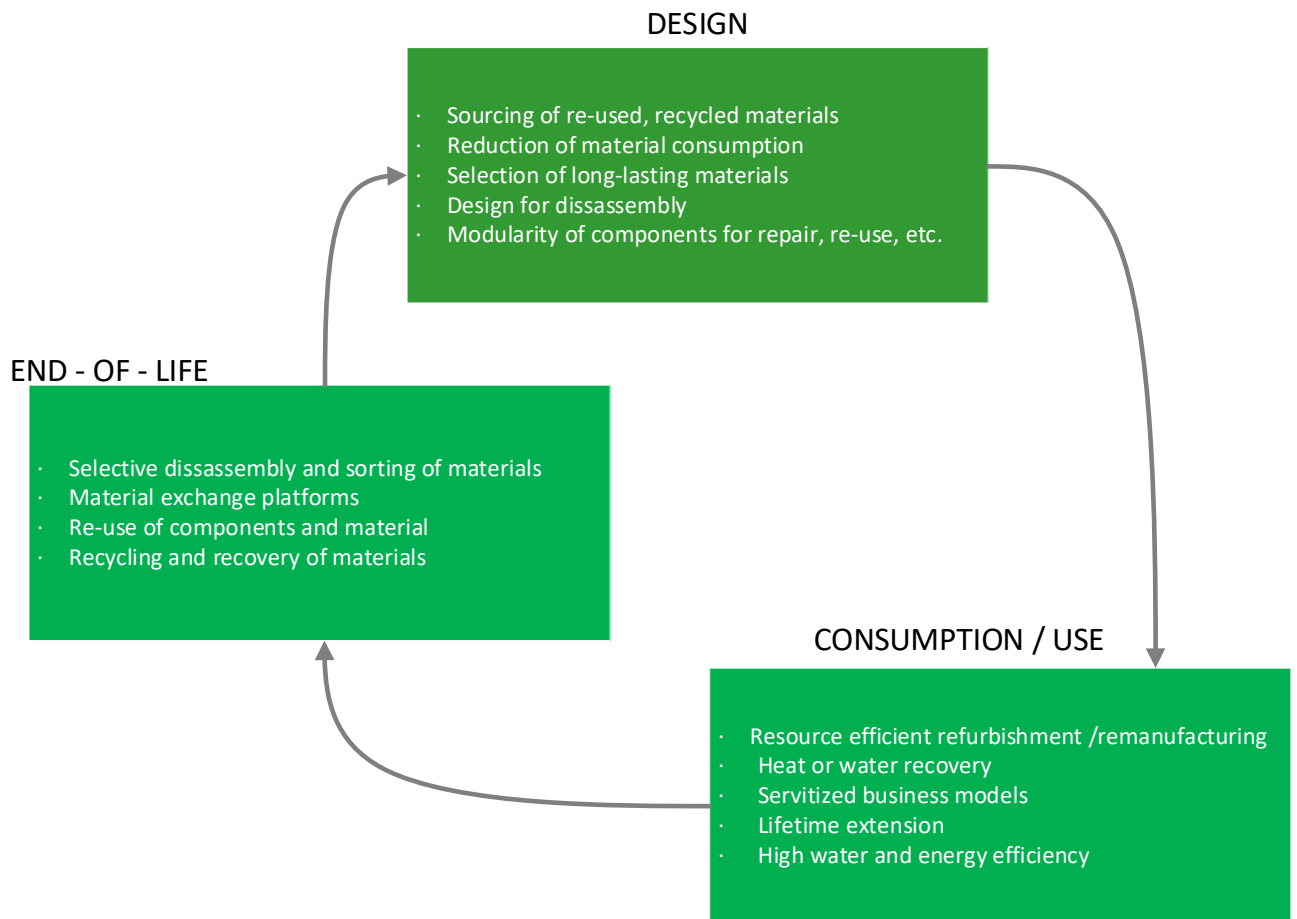 DESIGN
· Sourcing of re-used, recycled materials
· Reduction of material consumption
· Selection of long-lasting materials
· Design for dissassembly
· Modularity of components for repair, re-use, etc.
END - OF - LIFE
· Selective dissassembly and sorting of materials
· Material exchange platforms
· Re-use of components and material
· Recycling and recovery of materials
CONSUMPTION / USE
· Resource efficient refurbishment /remanufacturing
· Heat or water recovery
· Servitized business models
· Lifetime extension
· High water and energy efficiency